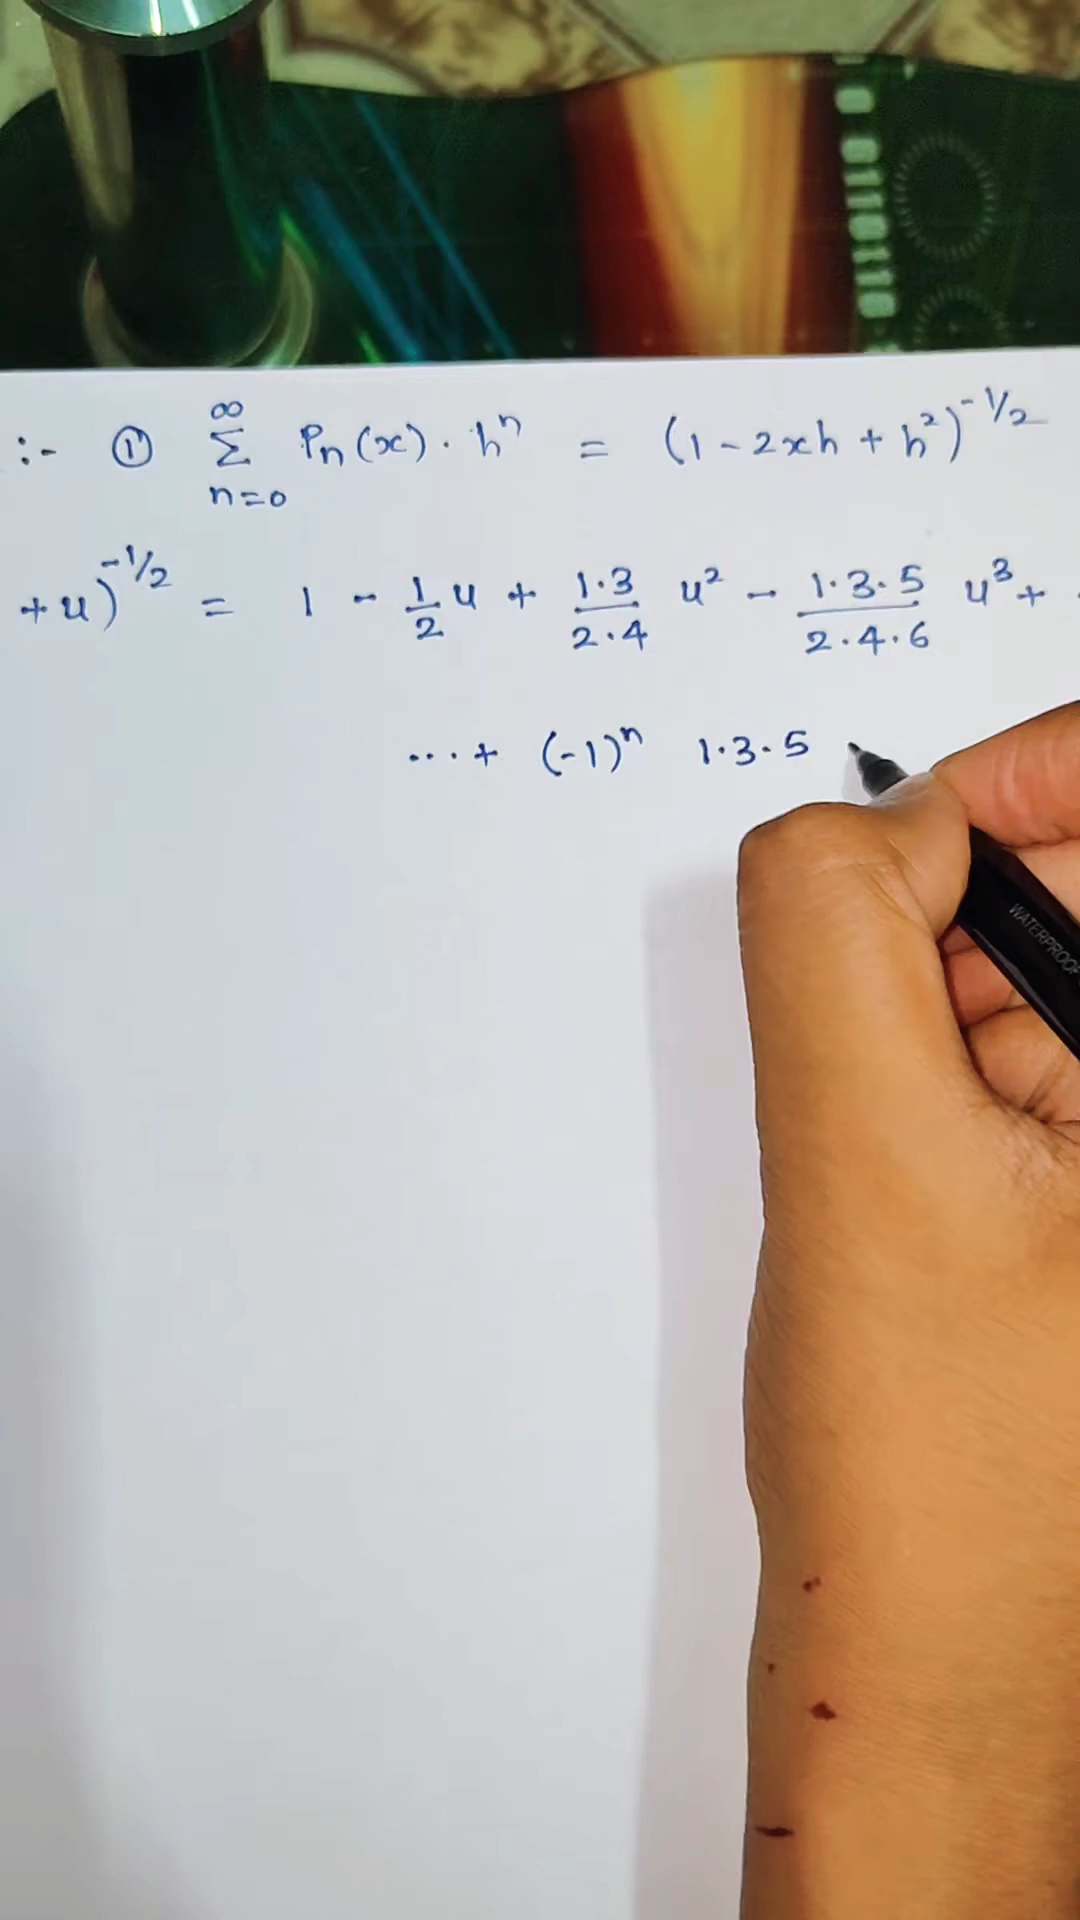 :- ① ∞ Σ n=0 Pn(x) · hⁿ = (1 - 2xh + h²)^-1/2
+u)^-1/2 = 1 - 1/2 u + 1·3/2·4 u² - 1·3·5/2·4·6 u³ +
...+ (-1)ⁿ 1·3·5
WATERPROOF